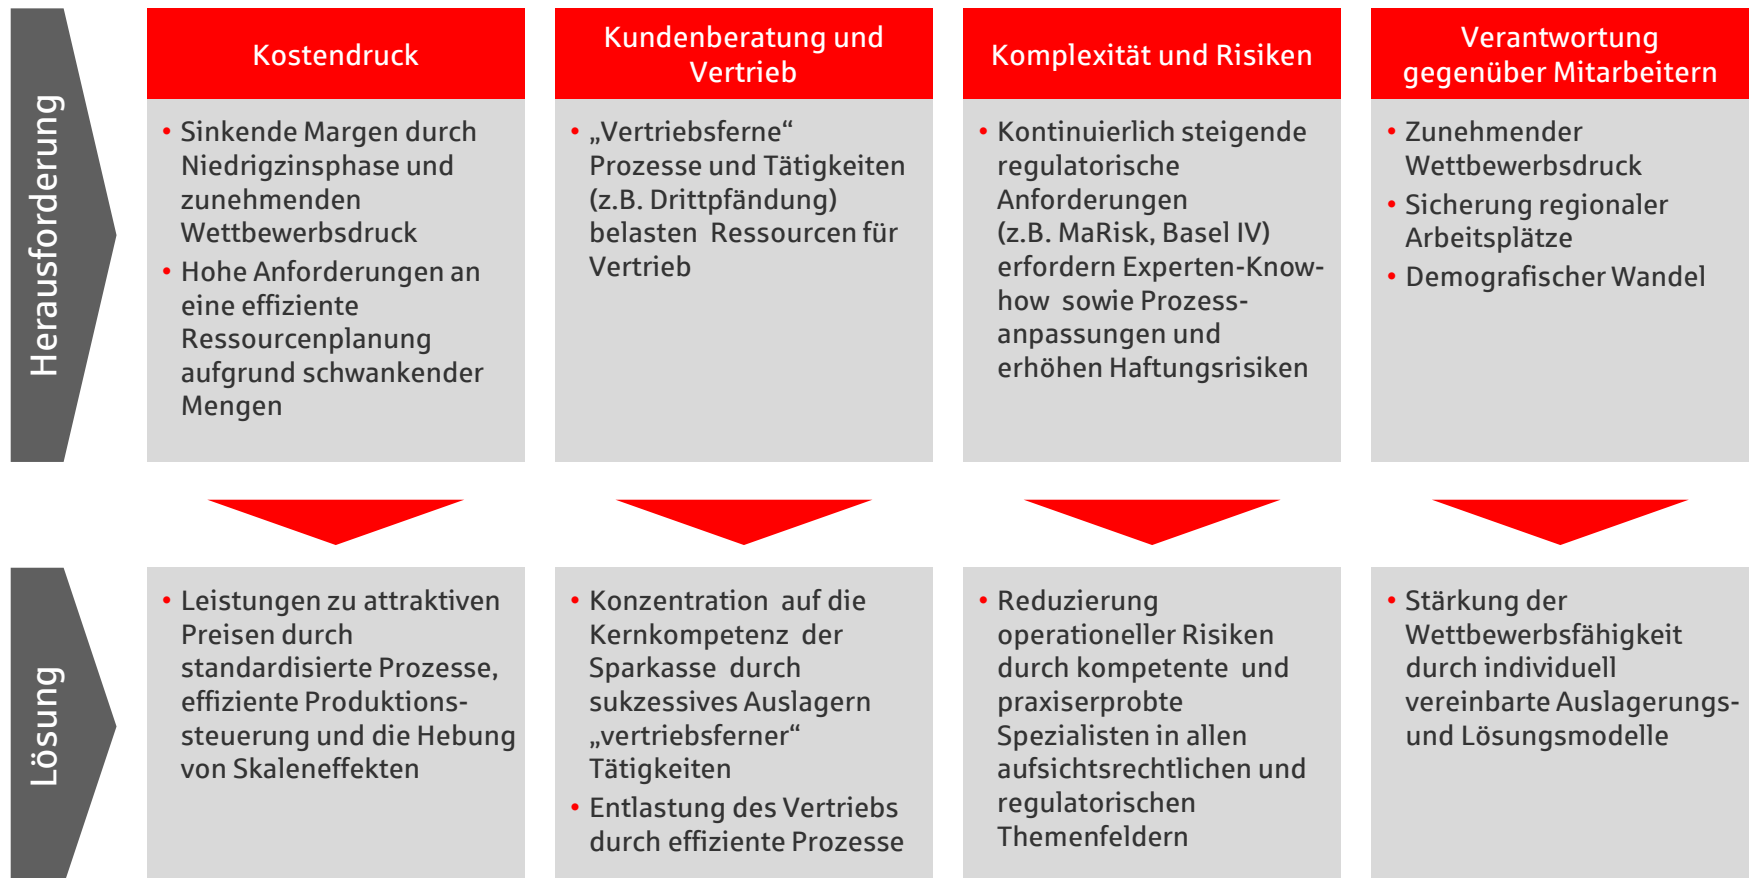 Herausforderung
Kostendruck
• Sinkende Margen durch
Niedrigzinsphase und
zunehmenden
Wettbewerbsdruck
• Hohe Anforderungen an
eine effiziente
Ressourcenplanung
aufgrund schwankender
Mengen
Kundenberatung und
Vertrieb
• „Vertriebsferne“
Prozesse und Tätigkeiten
(z.B. Drittpfändung)
belasten Ressourcen für
Vertrieb
Komplexität und Risiken
• Kontinuierlich steigende
regulatorische
Anforderungen
(z.B. MaRisk, Basel IV)
erfordern Experten-Know-
how sowie Prozess-
anpassungen und
erhöhen Haftungsrisiken
Verantwortung
gegenüber Mitarbeitern
• Zunehmender
Wettbewerbsdruck
• Sicherung regionaler
Arbeitsplätze
• Demografischer Wandel
Lösung
• Leistungen zu attraktiven
Preisen durch
standardisierte Prozesse,
effiziente Produktions-
steuerung und die Hebung
von Skaleneffekten
• Konzentration auf die
Kernkompetenz der
Sparkasse durch
sukzessives Auslagern
„vertriebsferner“
Tätigkeiten
• Entlastung des Vertriebs
durch effiziente Prozesse
• Reduzierung
operationeller Risiken
durch kompetente und
praxiserprobte
Spezialisten in allen
aufsichtsrechtlichen und
regulatorischen
Themenfeldern
• Stärkung der
Wettbewerbsfähigkeit
durch individuell
vereinbarte Auslagerungs-
und Lösungsmodelle